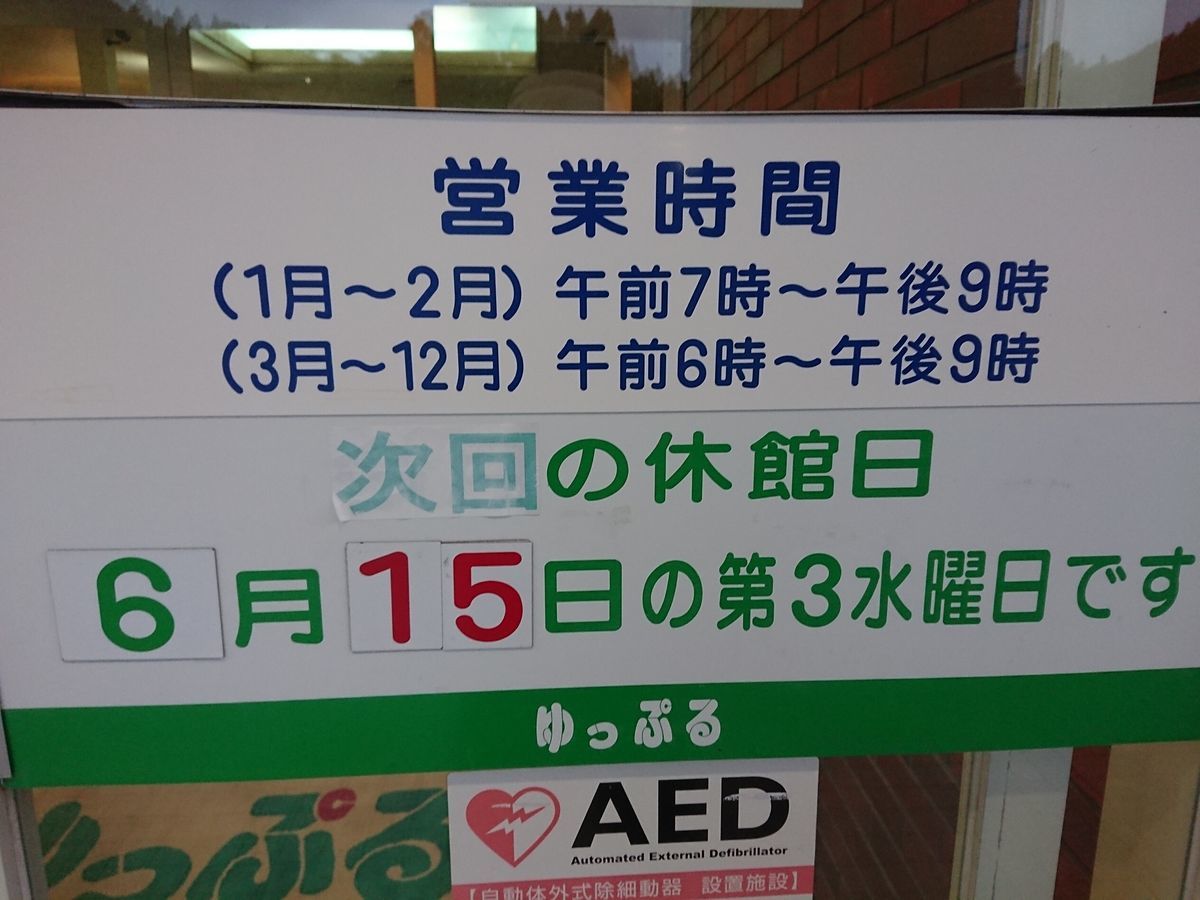 営業時間
(1月~2月) 午前7時~午後9時
(3月~12月) 午前6時~午後9時
次回の休館日
6月15日の第3水曜日です
ゆっぷる
ゆっぷる
AED
Automated External Defibrillator
【自動体外式除細動器 設置施設】